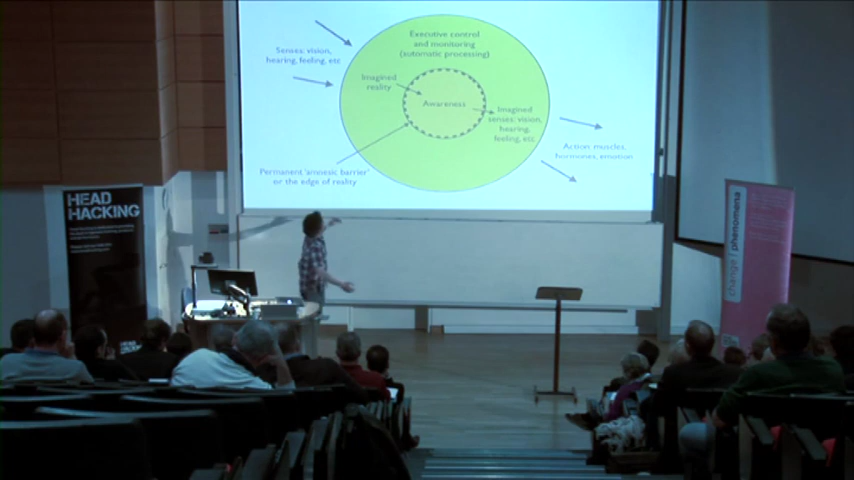 Executive control
and monitoring
(automatic processing)
Senses: vision,
hearing, feeling, etc
Imagined
reality
Awareness
Imagined
senses: vision,
hearing,
feeling, etc
Action muscles,
hormones, emotion
Permanent 'amnesic barrier'
or the edge of reality
HEAD
HACKING
change | phenomena
HEAD